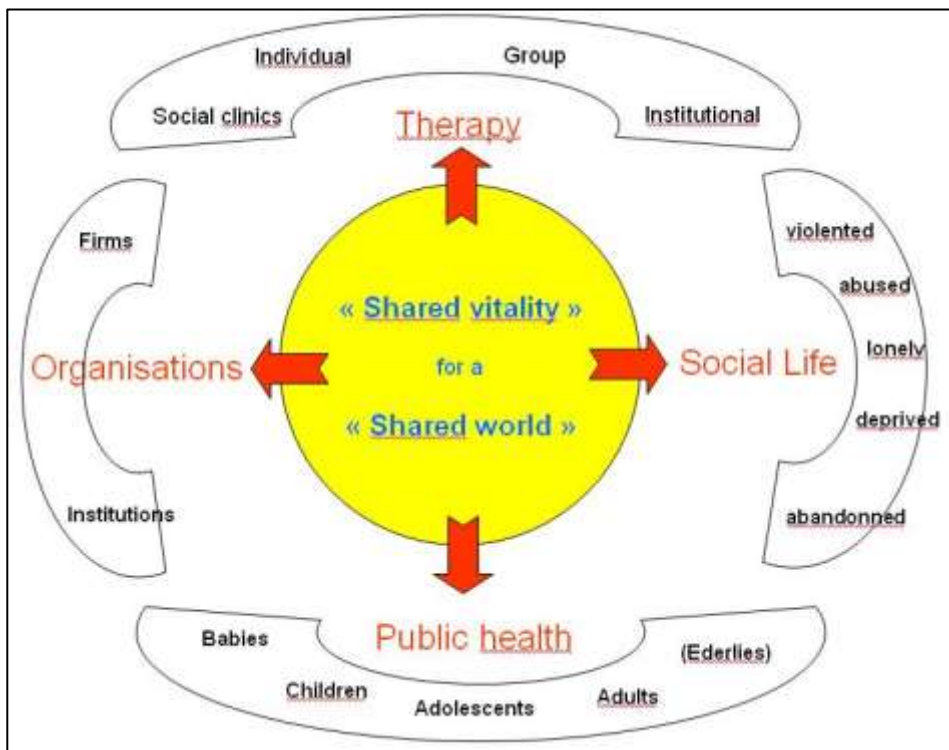 Individual
Group
Social clinics
Institutional
Therapy
Firms
Organisations
Institutions
« Shared vitality »
for a
« Shared world »
violented
abused
Social Life
lonely
deprived
abandonned
Public health
Babies
(Ederlies)
Children
Adolescents
Adults